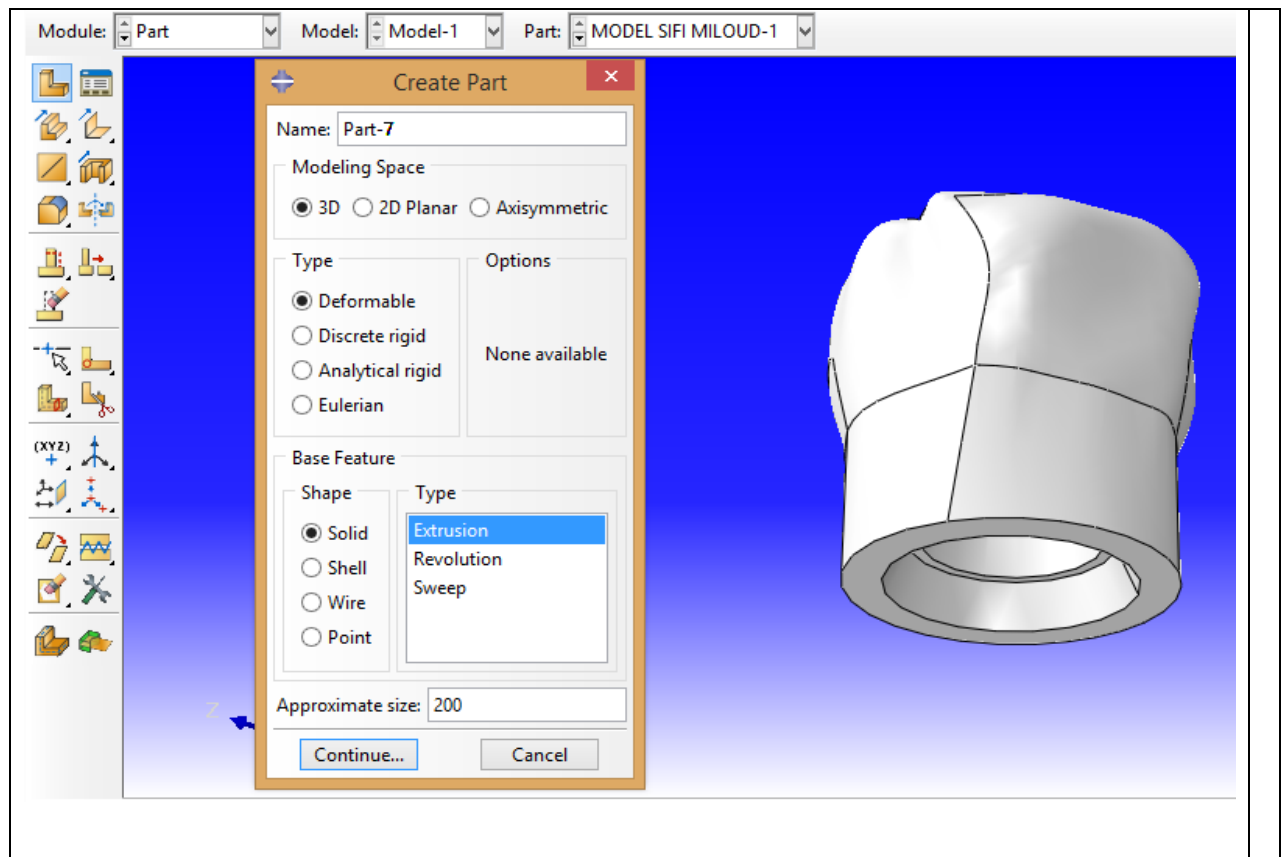 Module: Part Model: Model-1 Part: MODEL SIFI MILOUD-1
Create Part
Name: Part-7
Modeling Space
3D 2D Planar Axisymmetric
Type Options
Deformable
Discrete rigid
None available
Analytical rigid
Eulerian
Base Feature
Shape Type
Solid Extrusion
Shell Revolution
Wire Sweep
Point
Approximate size: 200
Continue... Cancel
(XYZ)
Z